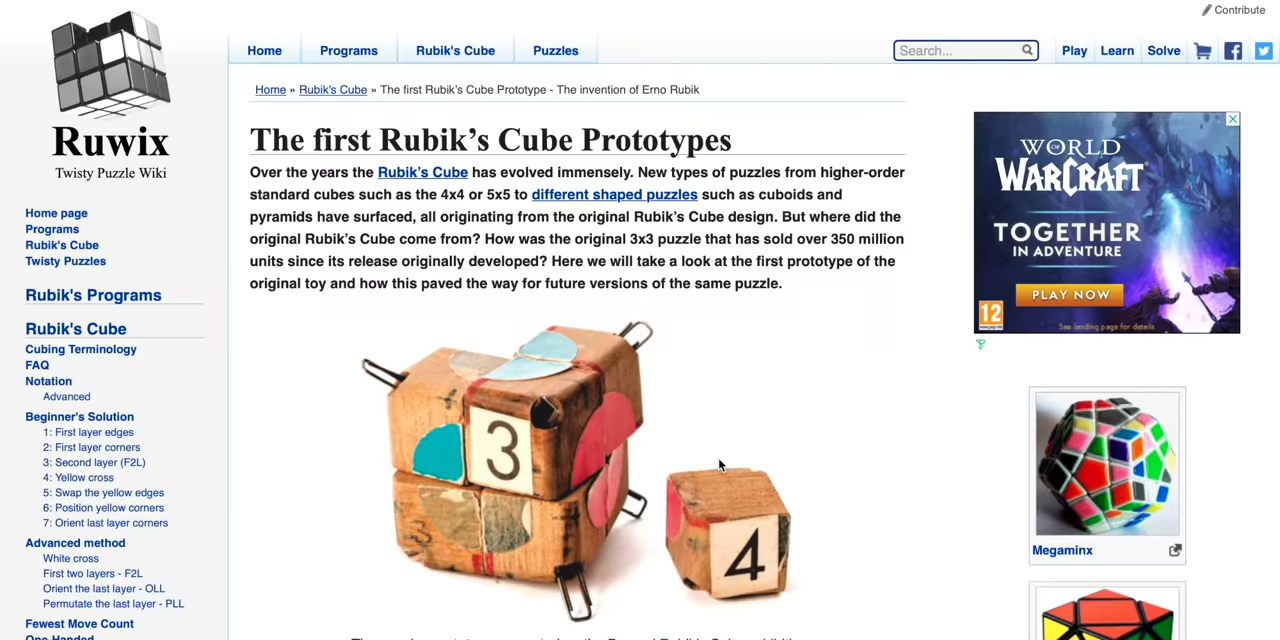 Contribute
Home
Programs
Rubik's Cube
Puzzles
Search...
Play
Learn
Solve
Ruwix
Twisty Puzzle Wiki
Home » Rubik's Cube » The first Rubik's Cube Prototype - The invention of Erno Rubik
The first Rubik's Cube Prototypes
Over the years the Rubik's Cube has evolved immensely. New types of puzzles from higher-order
standard cubes such as the 4x4 or 5x5 to different shaped puzzles such as cuboids and
pyramids have surfaced, all originating from the original Rubik's Cube design. But where did the
original Rubik's Cube come from? How was the original 3x3 puzzle that has sold over 350 million
units since its release originally developed? Here we will take a look at the first prototype of the
original toy and how this paved the way for future versions of the same puzzle.
Home page
Programs
Rubik's Cube
Twisty Puzzles
Rubik's Programs
Rubik's Cube
Cubing Terminology
FAQ
Notation
Advanced
Beginner's Solution
1: First layer edges
2: First layer corners
3: Second layer (F2L)
4: Yellow cross
5: Swap the yellow edges
6: Position yellow corners
7: Orient last layer corners
Advanced method
White cross
First two layers - F2L
Orient the last layer - OLL
Permutate the last layer - PLL
Fewest Move Count
One-Handed
3
3
4
WORLD
OF
WARCRAFT
TOGETHER
IN ADVENTURE
PLAY NOW
12
See landing page for details
Megaminx